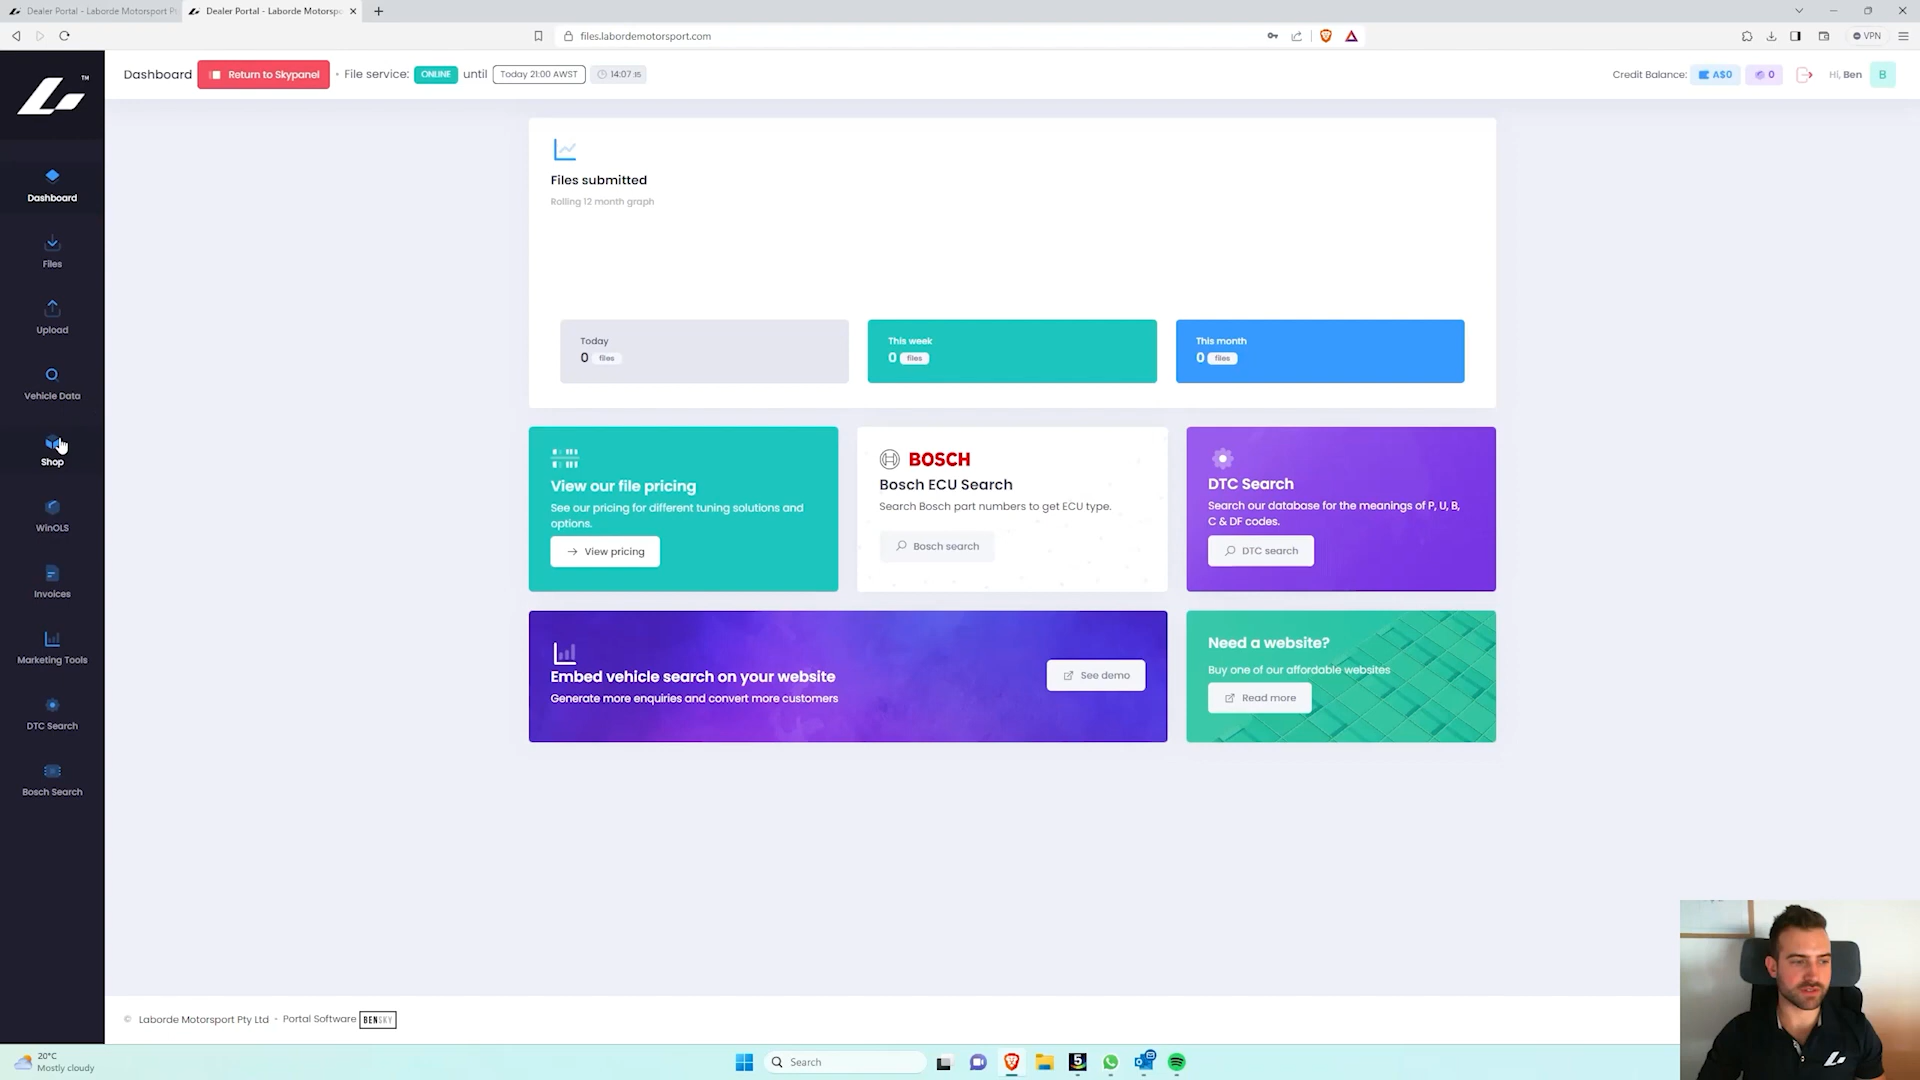 Dealer Portal - Laborde Motorsport P
Dealer Portal - Laborde Motorspo
files.labordemotorsport.com
VPN
TM
Dashboard
Return to Skypanel
• File service:
ONLINE
until
Today 21:00 AWST
14:07:15
Credit Balance:
A$0
0
Hi, Ben
B
Dashboard
Files
Upload
Vehicle Data
Shop
WinOLS
Invoices
Marketing Tools
DTC Search
Bosch Search
Files submitted
Rolling 12 month graph
Today
0 files
This week
0 files
This month
0 files
View our file pricing
See our pricing for different tuning solutions and
options.
→ View pricing
BOSCH
Bosch ECU Search
Search Bosch part numbers to get ECU type.
Bosch search
DTC Search
Search our database for the meanings of P, U, B,
C & DF codes.
DTC search
Embed vehicle search on your website
Generate more enquiries and convert more customers
See demo
Need a website?
Buy one of our affordable websites
Read more
© Laborde Motorsport Pty Ltd • Portal Software BENSKY
20°C
Mostly cloudy
Search
5